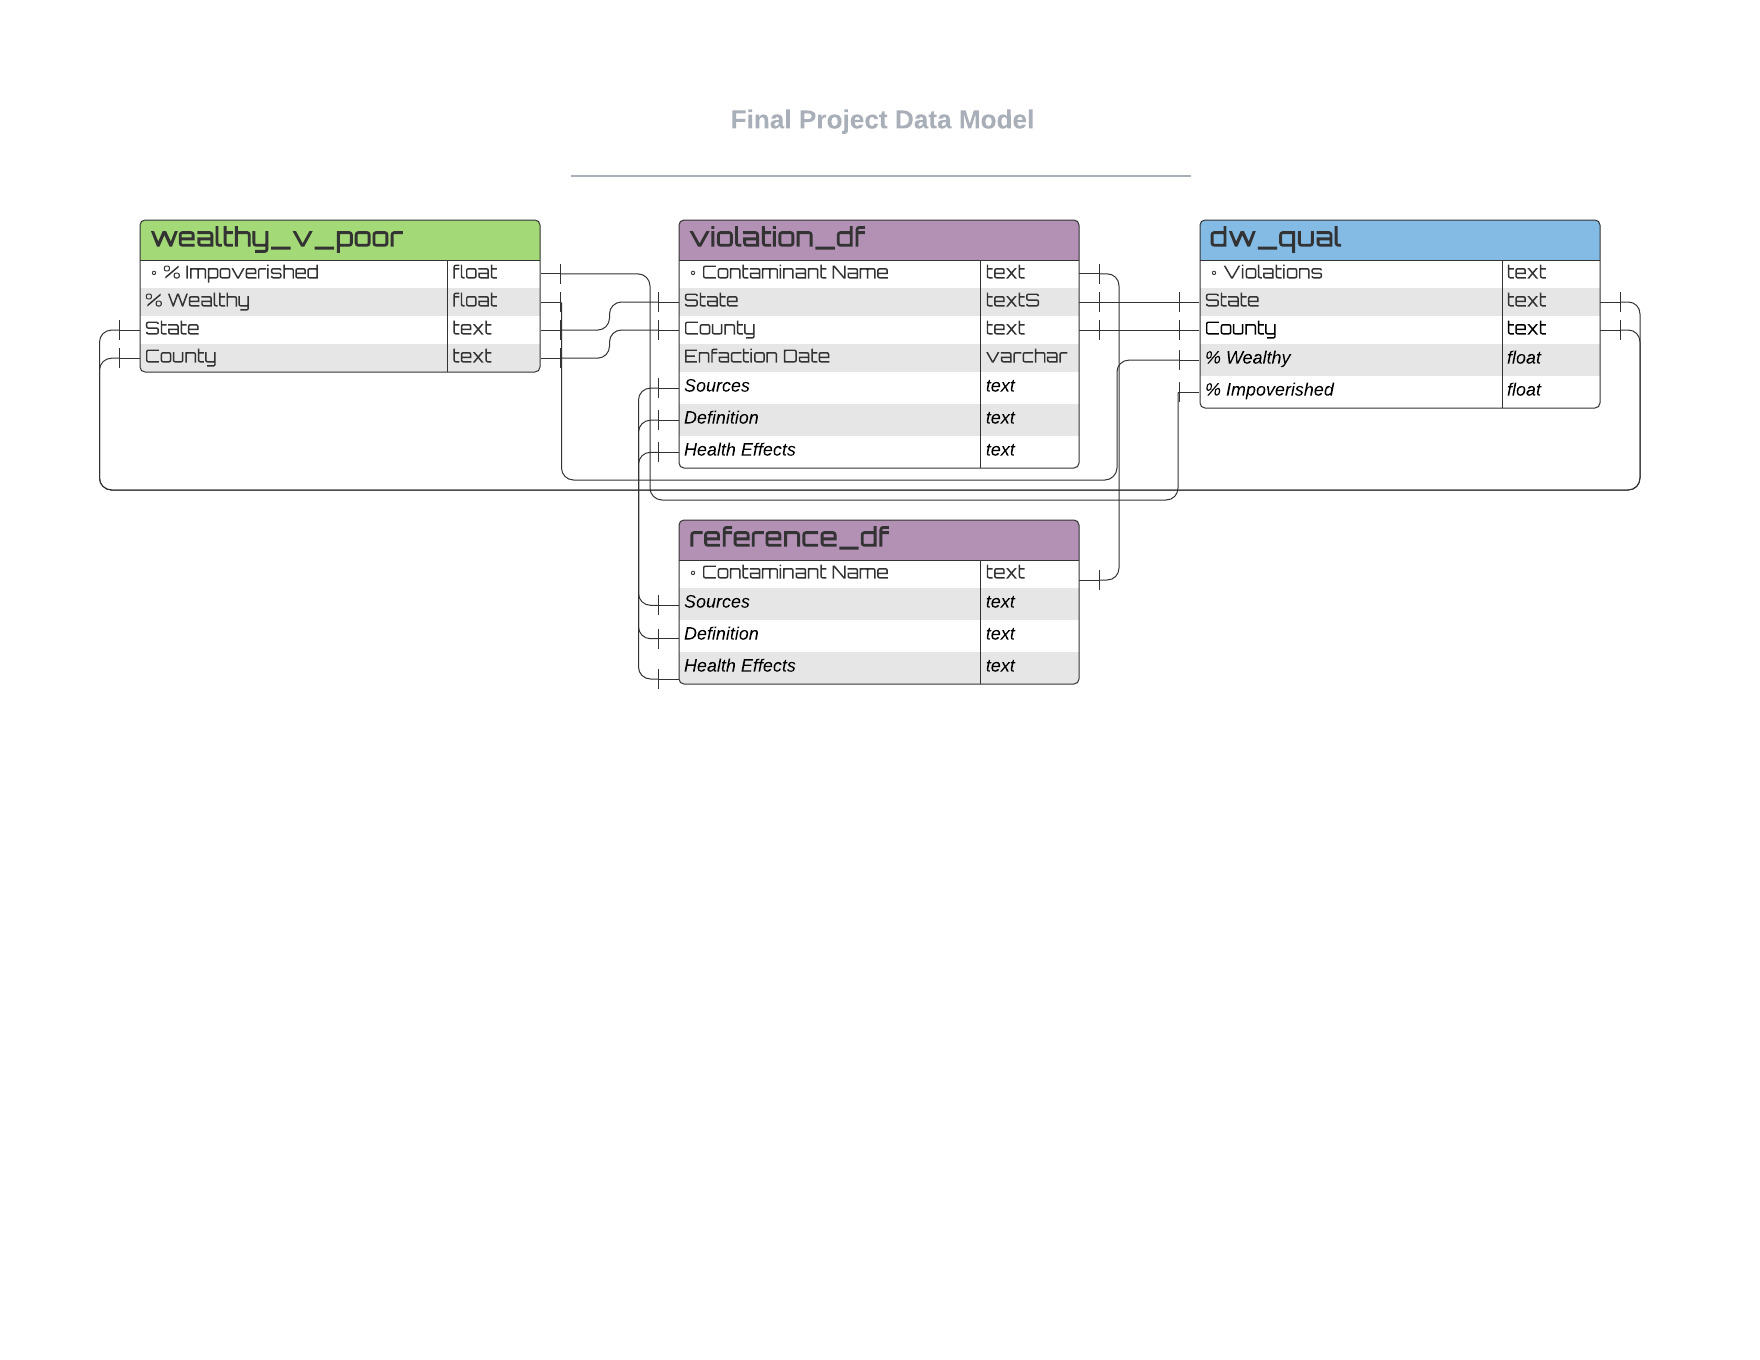 Final Project Data Model
wealthy_v_poor
◦ % Impoverished float
% Wealthy float
State text
County text
violation_df
◦ Contaminant Name text
State textS
County text
Enfaction Date varchar
Sources text
Definition text
Health Effects text
dw_qual
◦ Violations text
State text
County text
% Wealthy float
% Impoverished float
reference_df
◦ Contaminant Name text
Sources text
Definition text
Health Effects text